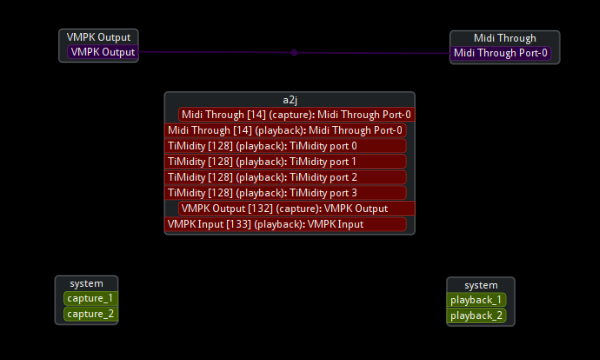 VMPK Output
VMPK Output
Midi Through
Midi Through Port-0
a2j
Midi Through [14] (capture): Midi Through Port-0
Midi Through [14] (playback): Midi Through Port-0
TiMidity [128] (playback): TiMidity port 0
TiMidity [128] (playback): TiMidity port 1
TiMidity [128] (playback): TiMidity port 2
TiMidity [128] (playback): TiMidity port 3
VMPK Output [132] (capture): VMPK Output
VMPK Input [133] (playback): VMPK Input
system
capture_1
capture_2
system
playback_1
playback_2